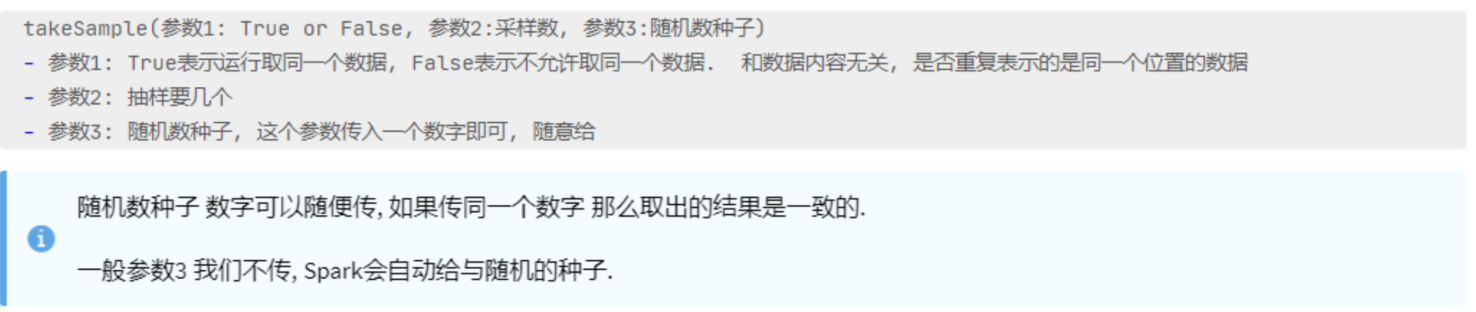 takeSample(参数1: True or False, 参数2:采样数, 参数3:随机数种子)
- 参数1: True表示运行取同一个数据, False表示不允许取同一个数据. 和数据内容无关, 是否重复表示的是同一个位置的数据
- 参数2: 抽样要几个
- 参数3: 随机数种子, 这个参数传入一个数字即可, 随意给
随机数种子 数字可以随便传, 如果传同一个数字 那么取出的结果是一致的.
一般参数3 我们不传, Spark会自动给与随机的种子.